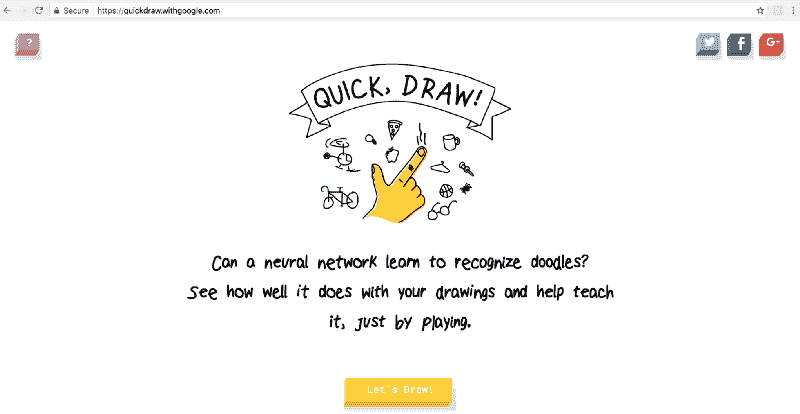 Secure https://quickdraw.withgoogle.com
?
f
G+
QUICK, DRAW!
Can a neural network learn to recognize doodles?
See how well it does with your drawings and help teach
it, just by playing.
Let's Draw!